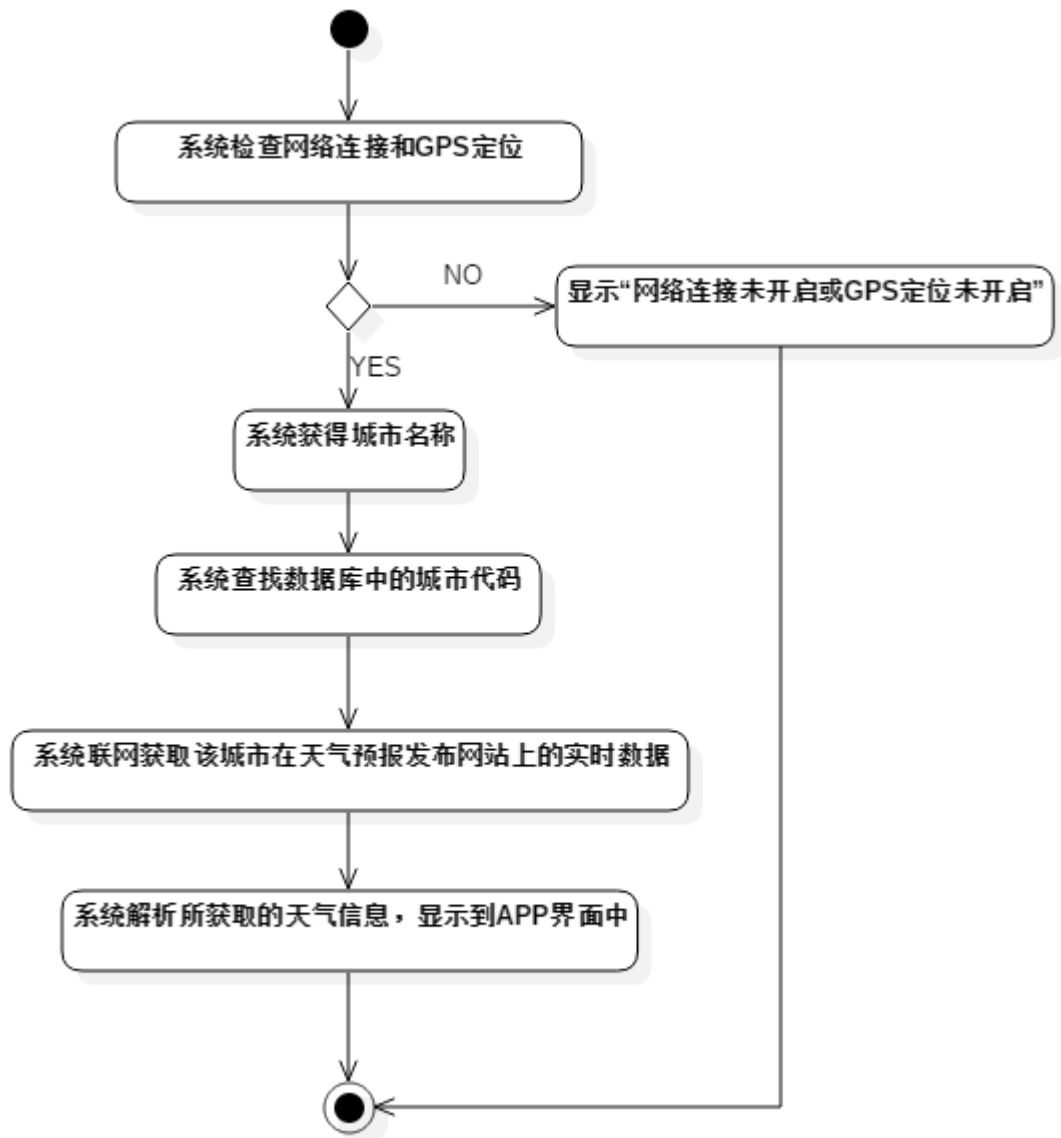 系统检查网络连接和GPS定位
NO
显示“网络连接未开启或GPS定位未开启”
YES
系统获得城市名称
系统查找数据库中的城市代码
系统联网获取该城市在天气预报发布网站上的实时数据
系统解析所获取的天气信息，显示到APP界面中